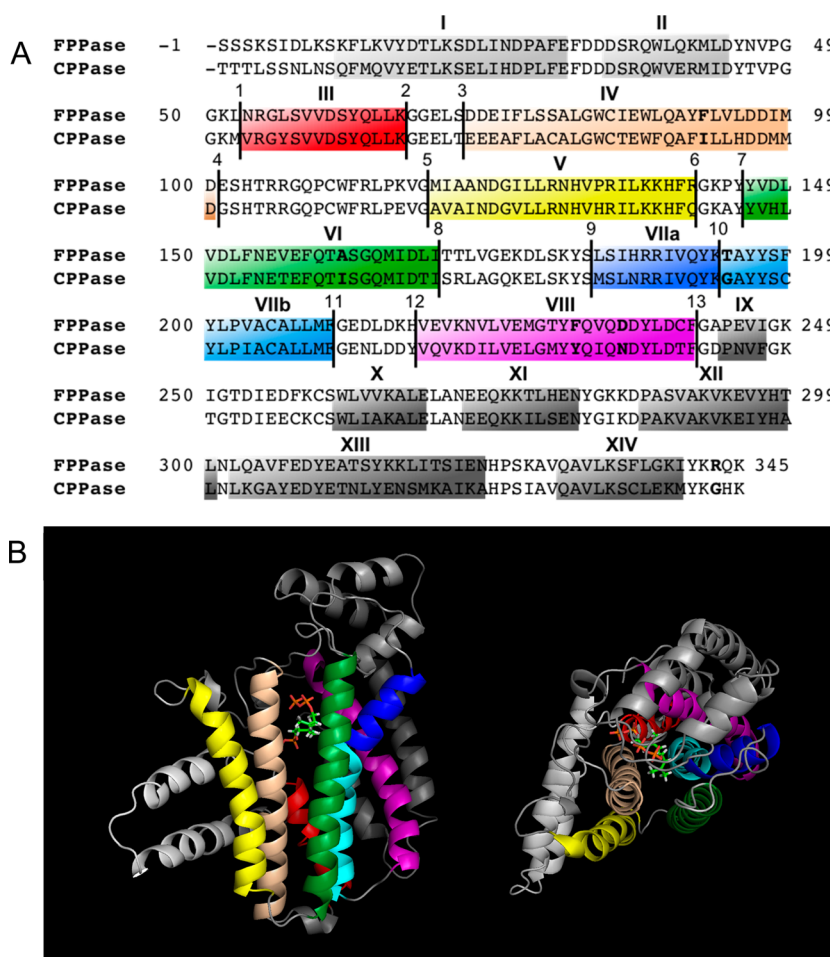 A
I II
FPPase -1 -SSSKSIDLKSKFLKVYDTLKSDLINDPAFEFDDDSRQWLQKMLDYNVPG 49
CPPase -TTTLSSNLNSQFMQVYETLKSELIHDPLFEFDDDSRQWVERMIDYTVPG
1 III 2 3 IV
FPPase 50 GKLNRGLSVVDSYQLLKGGELSDDEIFLSSALGWCIEWLQAYFLVLDDIM 99
CPPase GKMVRGYSVVDSYQLLKGEELTEEEAFLACALGWCTEWFQAFILLHDDMM
4 5 V 6 7
FPPase 100 DESHTRRGQPCWFRLPKVGMIAANDGILLRNHVPRILKKHFRGKPYYVDL 149
CPPase DGSHTRRGQPCWFRLPEVGAVAINDGVLLRNHVHRILKKHFQGKAYYVHL
VI 8 9 VIIa 10
FPPase 150 VDLFNEVEFQTASGQMIDLITTLVGEKDLSKYSLSIHRRIVQYKTAYYSF 199
CPPase VDLFNETEFQTISGQMIDTISRLAGQKELSKYSMSLNRRIVQYKGAYYSC
VIIb 11 12 VIII 13 IX
FPPase 200 YLPVACALLMFGEDLDKHVEVKNVLVEMGTYFQVQDDYLDCFGAPEVIGK 249
CPPase YLPIACALLMFGENLDDYVQVKDILVELGMYYQIQNDYLDTFGDPNVFGK
X XI XII
FPPase 250 IGTDIEDFKCSWLVVKALELANEEQKKTLHENYGKKDPASVAKVKEVYHT 299
CPPase TGTDIEECKCSWLIAKALELANEEQKKILSENYGIKDPAKVAKVKEIYHA
XIII XIV
FPPase 300 LNLQAVFEDYEATSYKKLITSIENHPSKAVQAVLKSFLGKIYKRQK 345
CPPase LNLKGAYEDYETNLYENSMKAIKAHPSIAVQAVLKSCLEKMYKGHK
B